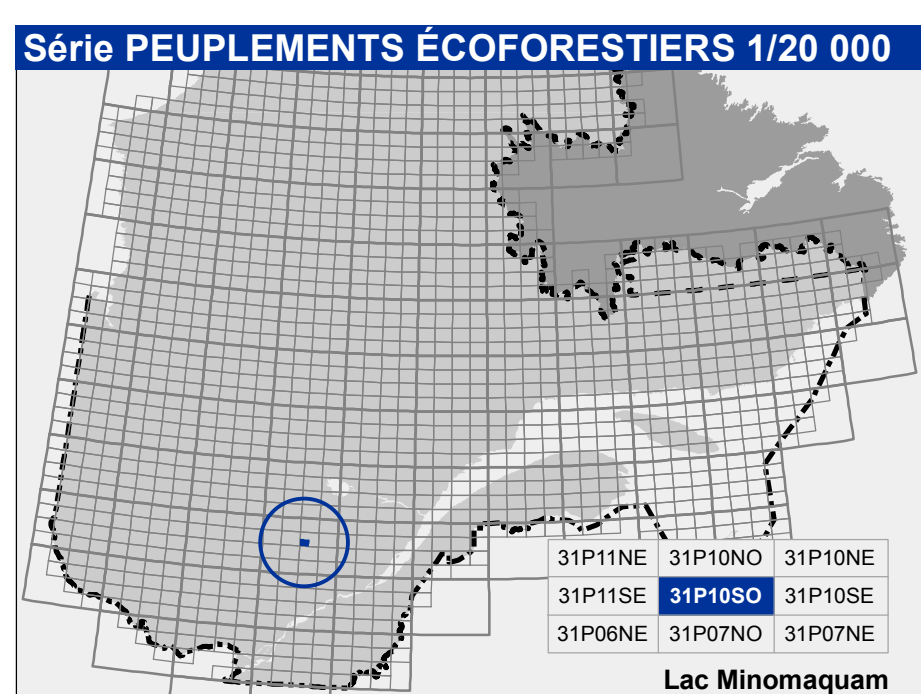 Série PEUPLEMENTS ÉCOFORESTIERS 1/20 000
31P11NE 31P10NO 31P10NE
31P11SE 31P10SO 31P10SE
31P06NE 31P07NO 31P07NE
Lac Minomaquam